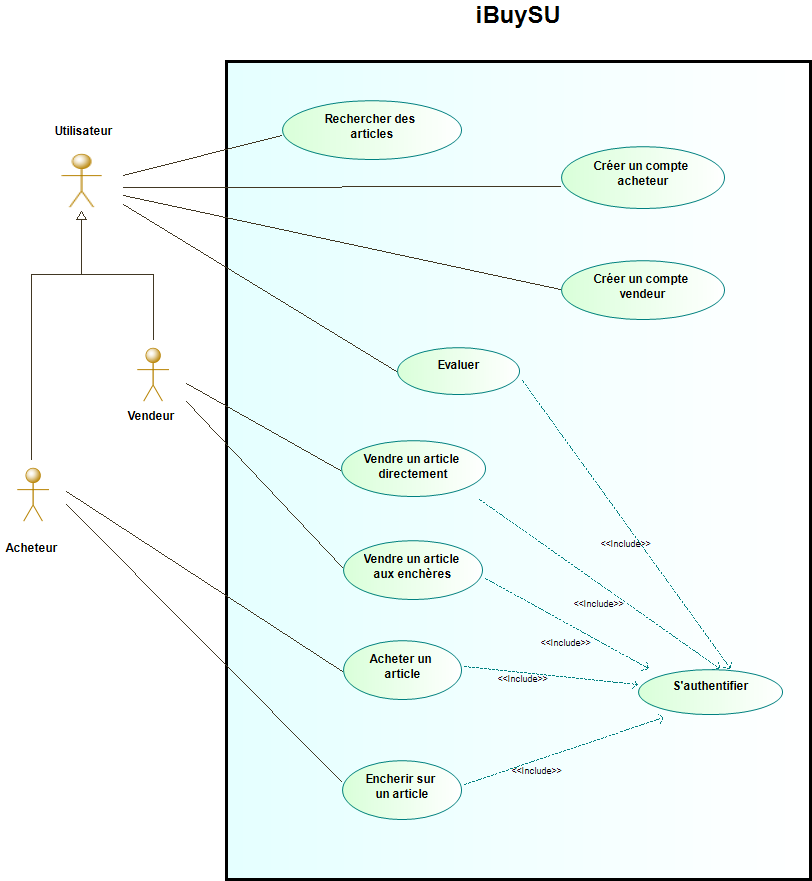 iBuySU
Utilisateur
Rechercher des
articles
Créer un compte
acheteur
Créer un compte
vendeur
Evaluer
Vendeur
Vendre un article
directement
Acheteur
<<Include>>
Vendre un article
aux enchères
<<Include>>
<<Include>>
Acheter un
article
<<Include>>
S'authentifier
Encherir sur
un article
<<Include>>